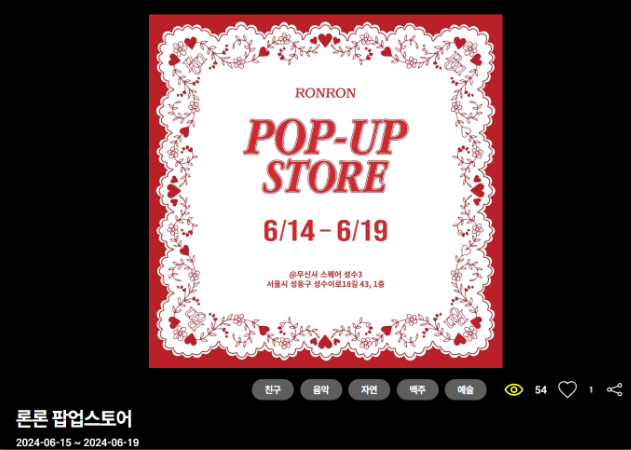 RONRON
POP-UP
STORE
6/14 - 6/19
@무신사 스퀘어 성수3
서울시 성동구 성수이로18길 43, 1층
친구 음악 자연 맥주 예술 54 1
론론 팝업스토어
2024-06-15 ~ 2024-06-19